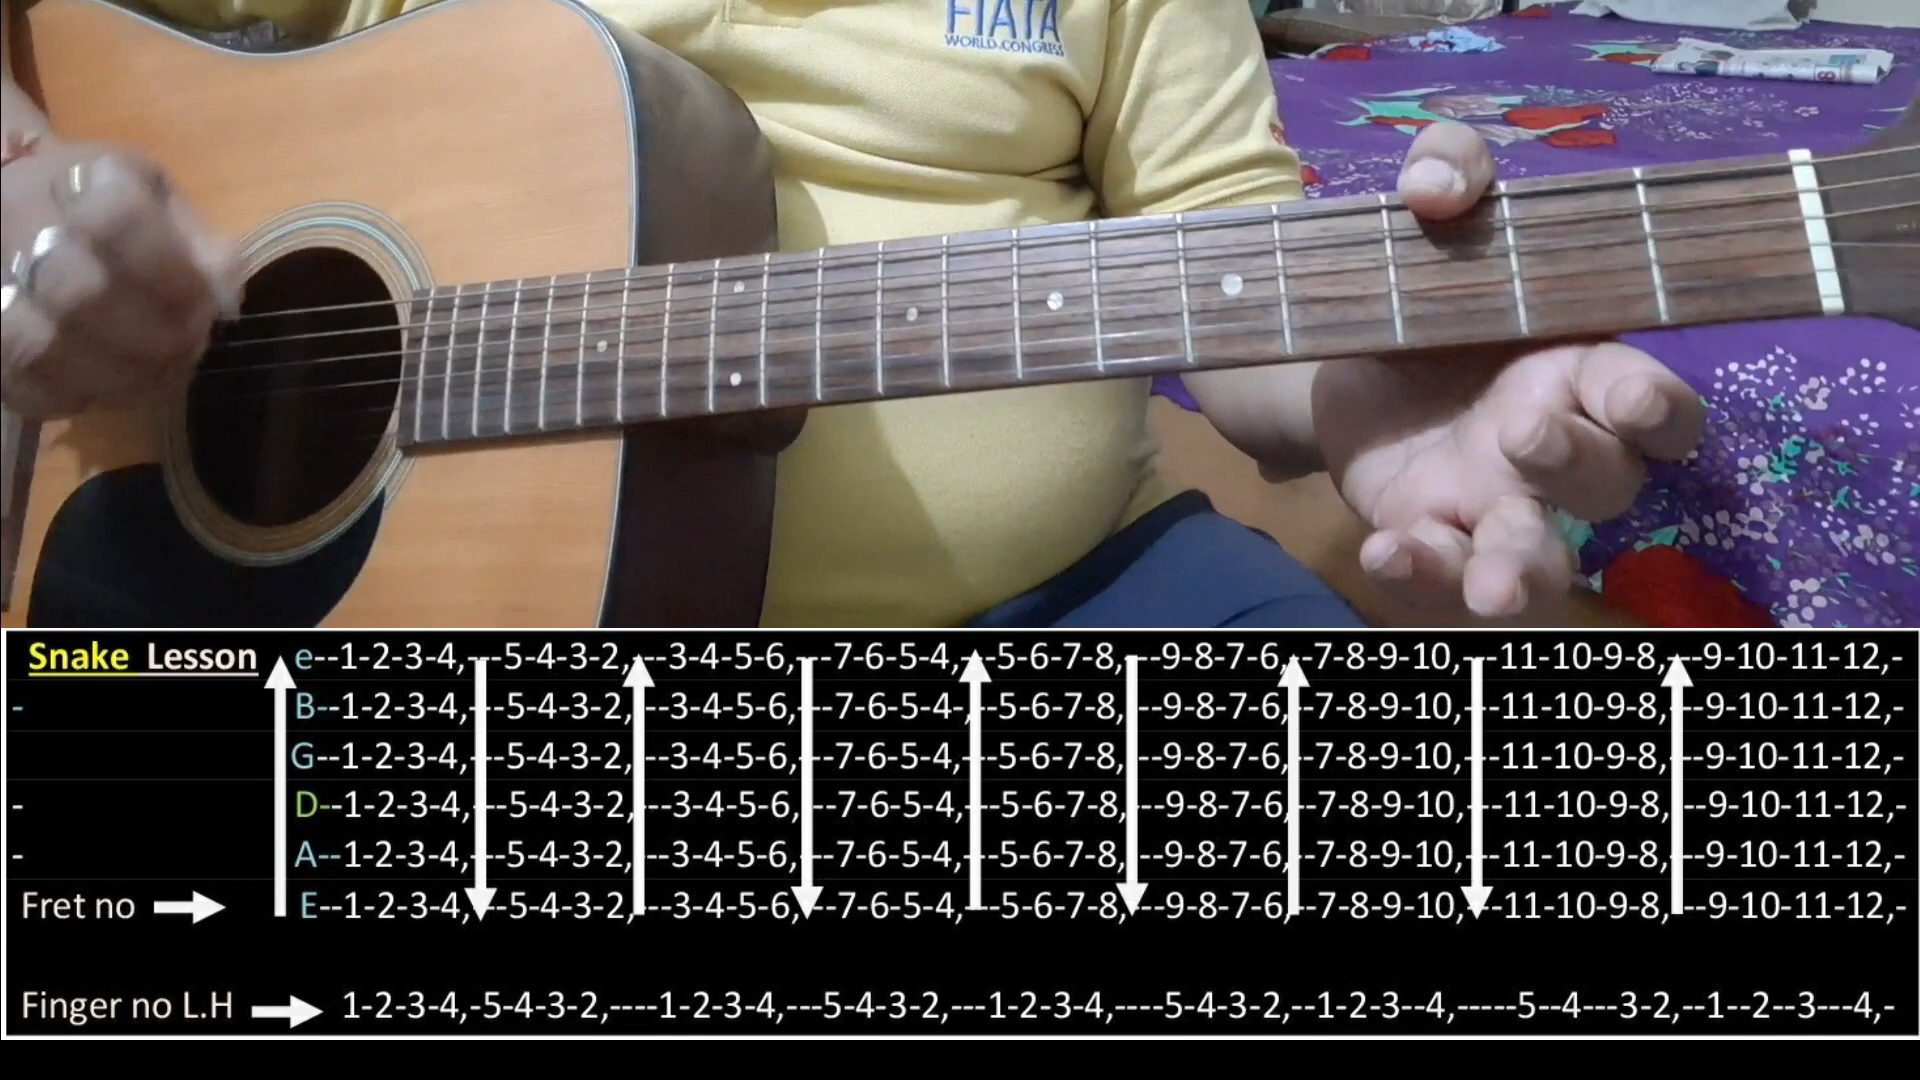 FIATA
WORLD CONGRESS
Snake Lesson e--1-2-3-4,---5-4-3-2,---3-4-5-6,---7-6-5-4,---5-6-7-8,---9-8-7-6,--7-8-9-10,---11-10-9-8,---9-10-11-12,-
- B--1-2-3-4,---5-4-3-2,---3-4-5-6,---7-6-5-4-,--5-6-7-8,---9-8-7-6,--7-8-9-10,---11-10-9-8,---9-10-11-12,-
G--1-2-3-4,---5-4-3-2,---3-4-5-6,---7-6-5-4,---5-6-7-8,---9-8-7-6,--7-8-9-10,---11-10-9-8,---9-10-11-12,-
- D--1-2-3-4,---5-4-3-2,---3-4-5-6,---7-6-5-4,---5-6-7-8,---9-8-7-6,--7-8-9-10,---11-10-9-8,---9-10-11-12,-
- A--1-2-3-4,---5-4-3-2,---3-4-5-6,---7-6-5-4,---5-6-7-8,---9-8-7-6,--7-8-9-10,---11-10-9-8,---9-10-11-12,-
Fret no E--1-2-3-4,---5-4-3-2,---3-4-5-6,---7-6-5-4,---5-6-7-8,---9-8-7-6,--7-8-9-10,---11-10-9-8,---9-10-11-12,-
Finger no L.H 1-2-3-4,-5-4-3-2,----1-2-3-4,---5-4-3-2,---1-2-3-4,----5-4-3-2,--1-2-3--4,-----5--4---3-2,--1--2--3---4,-